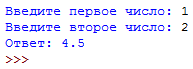 Введите первое число: 1
Введите второе число: 2
Ответ: 4.5
>>>